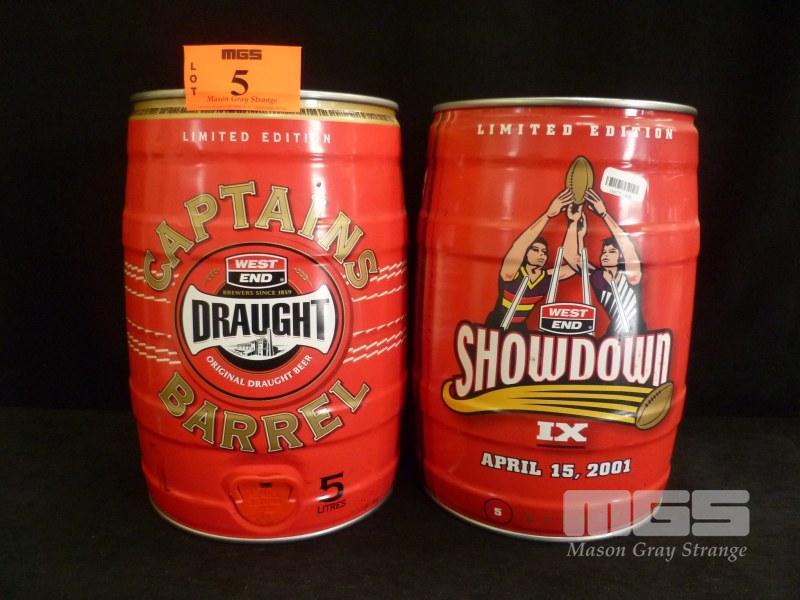 MGS
LOT
5
Mason Gray Strange
LIMITED EDITION
CAPTAINS
WEST
END
BREWERS SINCE 1859
DRAUGHT
ORIGINAL DRAUGHT BEER
BARREL
5
LITRES
LIMITED EDITION
WEST
END
SHOWDOWN
IX
APRIL 15, 2001
5
MGS
Mason Gray Strange